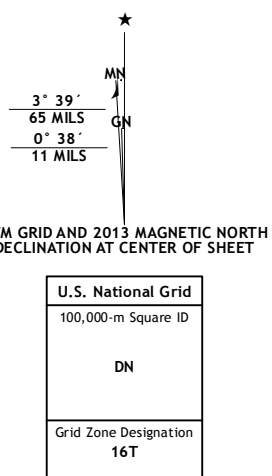 MN
3° 39´
65 MILS
GN
0° 38´
11 MILS
M GRID AND 2013 MAGNETIC NORTH
DECLINATION AT CENTER OF SHEET
U.S. National Grid
100,000-m Square ID
DN
Grid Zone Designation
16T